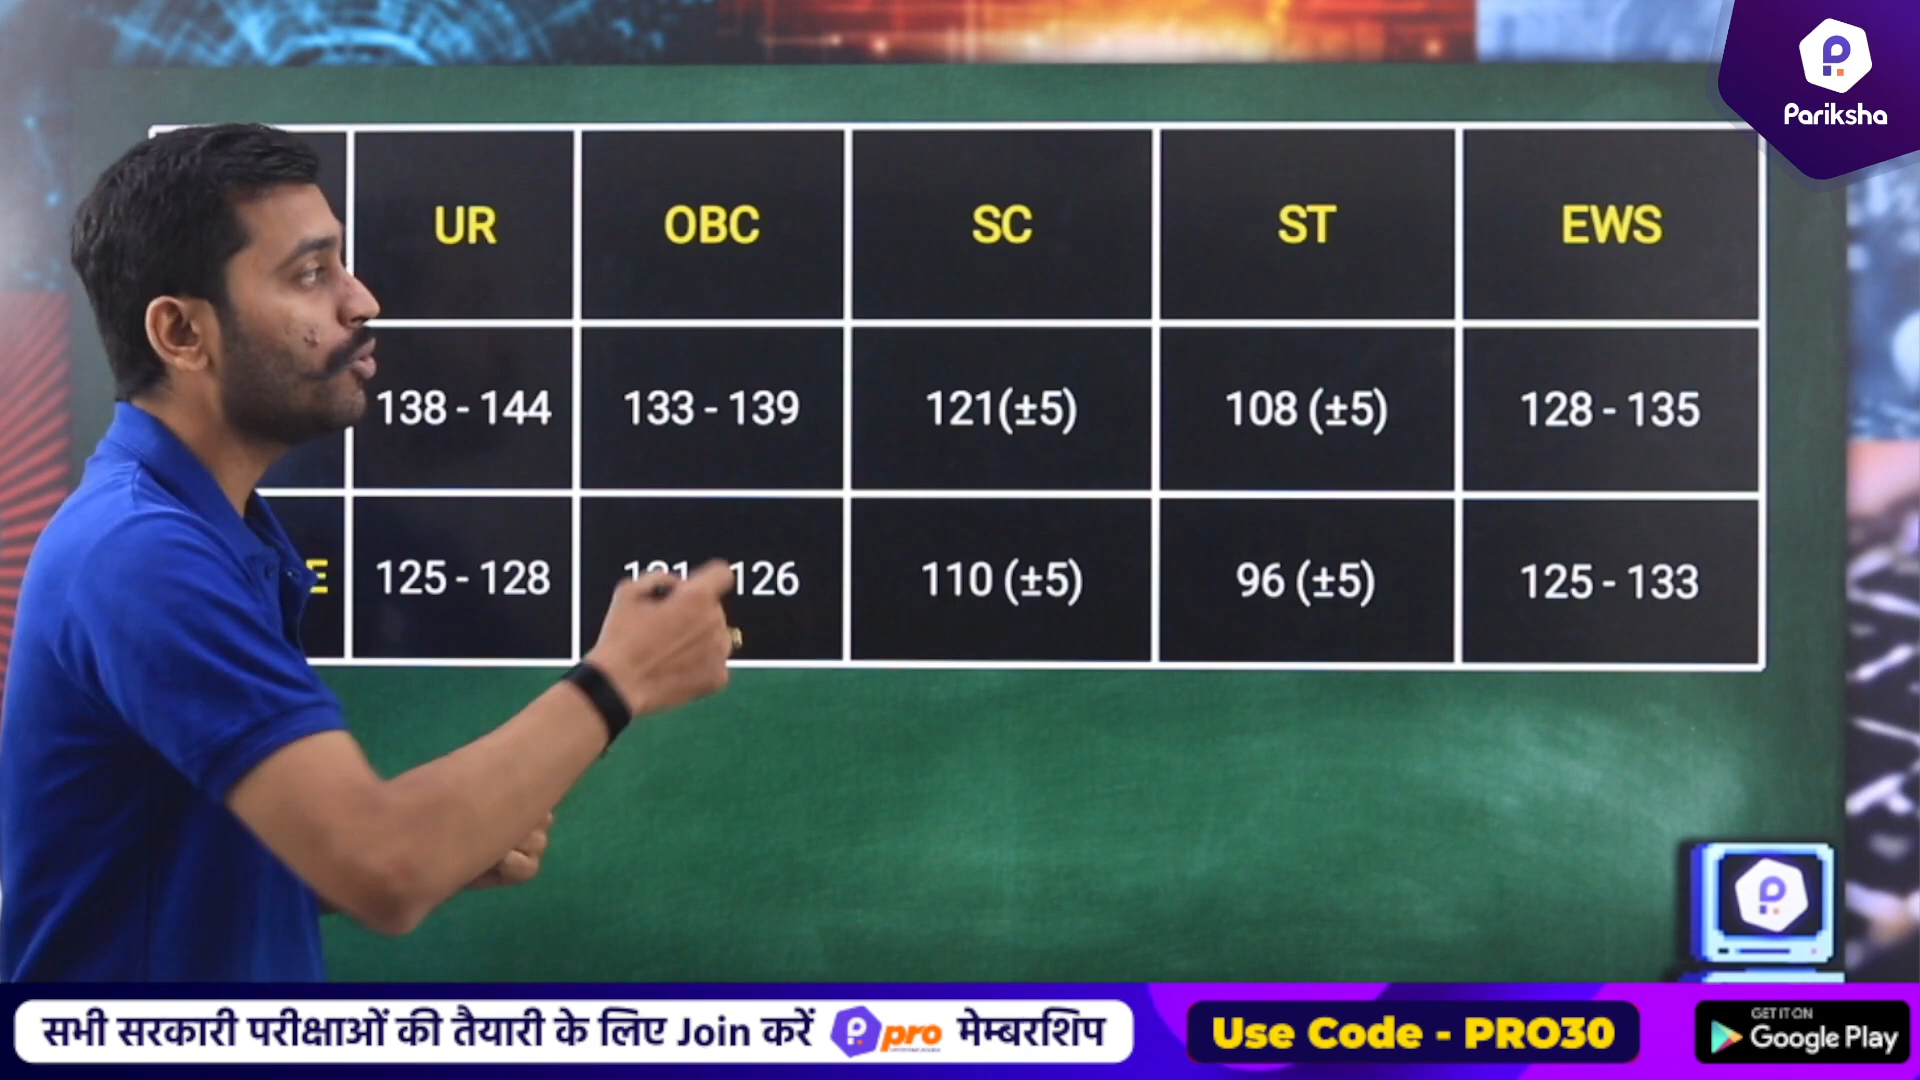 Pariksha
UR OBC SC ST EWS
138 - 144 133 - 139 121(±5) 108 (±5) 128 - 135
E 125 - 128 126 110 (±5) 96 (±5) 125 - 133
सभी सरकारी परीक्षाओं की तैयारी के लिए Join करें pro मेम्बरशिप
Use Code - PRO30
GET IT ON
Google Play